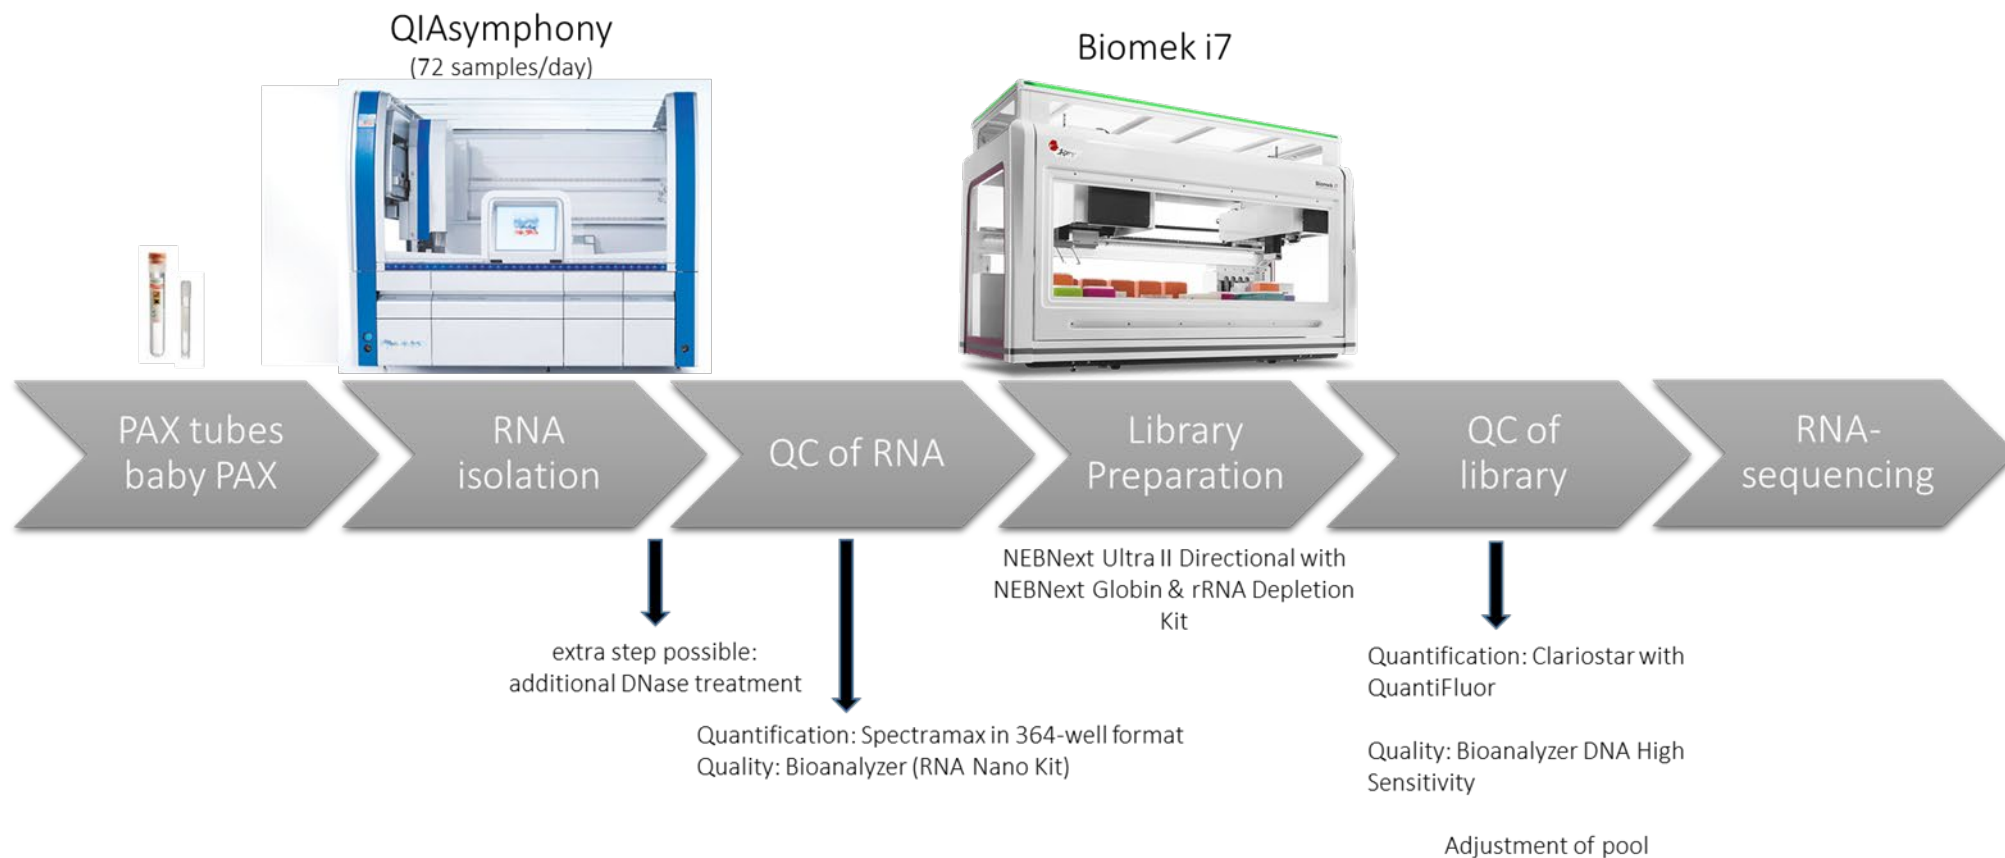 QIAsymphony
(72 samples/day)
Biomek i7
Biomek i7
PAX tubes
baby PAX
RNA
isolation
QC of RNA
Library
Preparation
QC of
library
RNA-
sequencing
extra step possible:
additional DNase treatment
Quantification: Spectramax in 364-well format
Quality: Bioanalyzer (RNA Nano Kit)
NEBNext Ultra II Directional with
NEBNext Globin & rRNA Depletion
Kit
Quantification: Clariostar with
QuantiFluor
Quality: Bioanalyzer DNA High
Sensitivity
Adjustment of pool